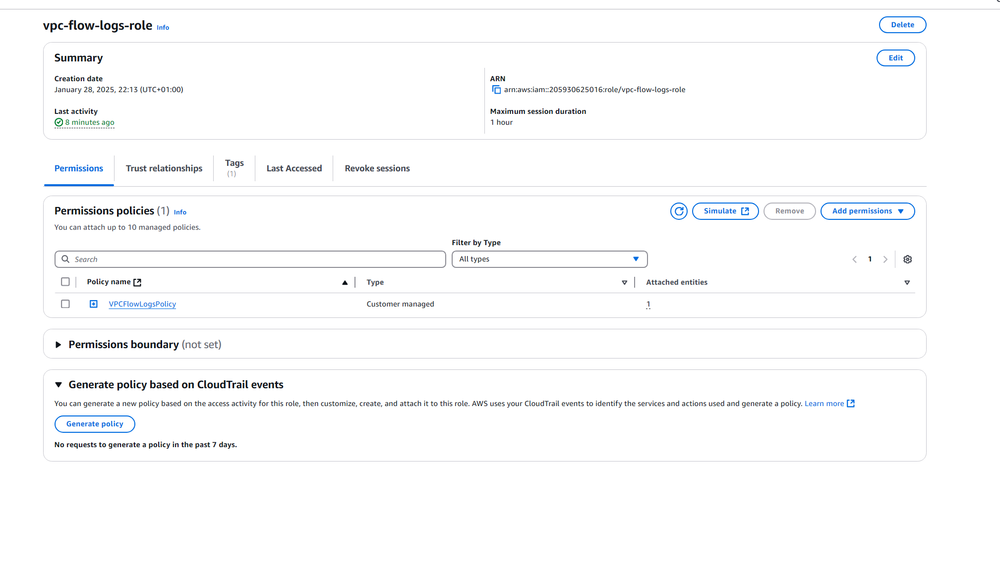 vpc-flow-logs-role Info
Delete
Summary
Edit
Creation date
January 28, 2025, 22:13 (UTC+01:00)
ARN
arn:aws:iam::205930625016:role/vpc-flow-logs-role
Last activity
8 minutes ago
Maximum session duration
1 hour
Permissions
Trust relationships
Tags
(1)
Last Accessed
Revoke sessions
Permissions policies (1) Info
Simulate
Remove
Add permissions
You can attach up to 10 managed policies.
Filter by Type
Search
All types
1
Policy name
Type
Attached entities
VPCFlowLogsPolicy
Customer managed
1
Permissions boundary (not set)
Generate policy based on CloudTrail events
You can generate a new policy based on the access activity for this role, then customize, create, and attach it to this role. AWS uses your CloudTrail events to identify the services and actions used and generate a policy. Learn more
Generate policy
No requests to generate a policy in the past 7 days.